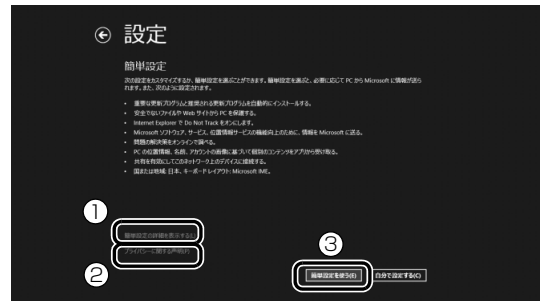 設定
簡単設定
次の設定をカスタマイズするか、簡単設定を選ぶことができます。簡単設定を選ぶと、必要に応じて PC から Microsoft に情報が送ら
れます。また、次のように設定されます。
• 重要な更新プログラムと推奨される更新プログラムを自動的にインストールする。
• 安全でないファイルや Web サイトから PC を保護する。
• Internet Explorer で Do Not Track をオンにします。
• Microsoft ソフトウェア、サービス、位置情報サービスの機能向上のために、情報を Microsoft に送る。
• 問題の解決策をオンラインで調べる。
• PC の位置情報、名前、アカウントの画像に基づいて個別のコンテンツをアプリから受け取る。
• 共有を有効にしてこのネットワーク上のデバイスに接続する。
• 国または地域: 日本、キーボード レイアウト: Microsoft IME。
①
簡単設定の詳細を表示する(L)
プライバシーに関する声明(P)
②
③
簡単設定を使う(E)
自分で設定する(C)